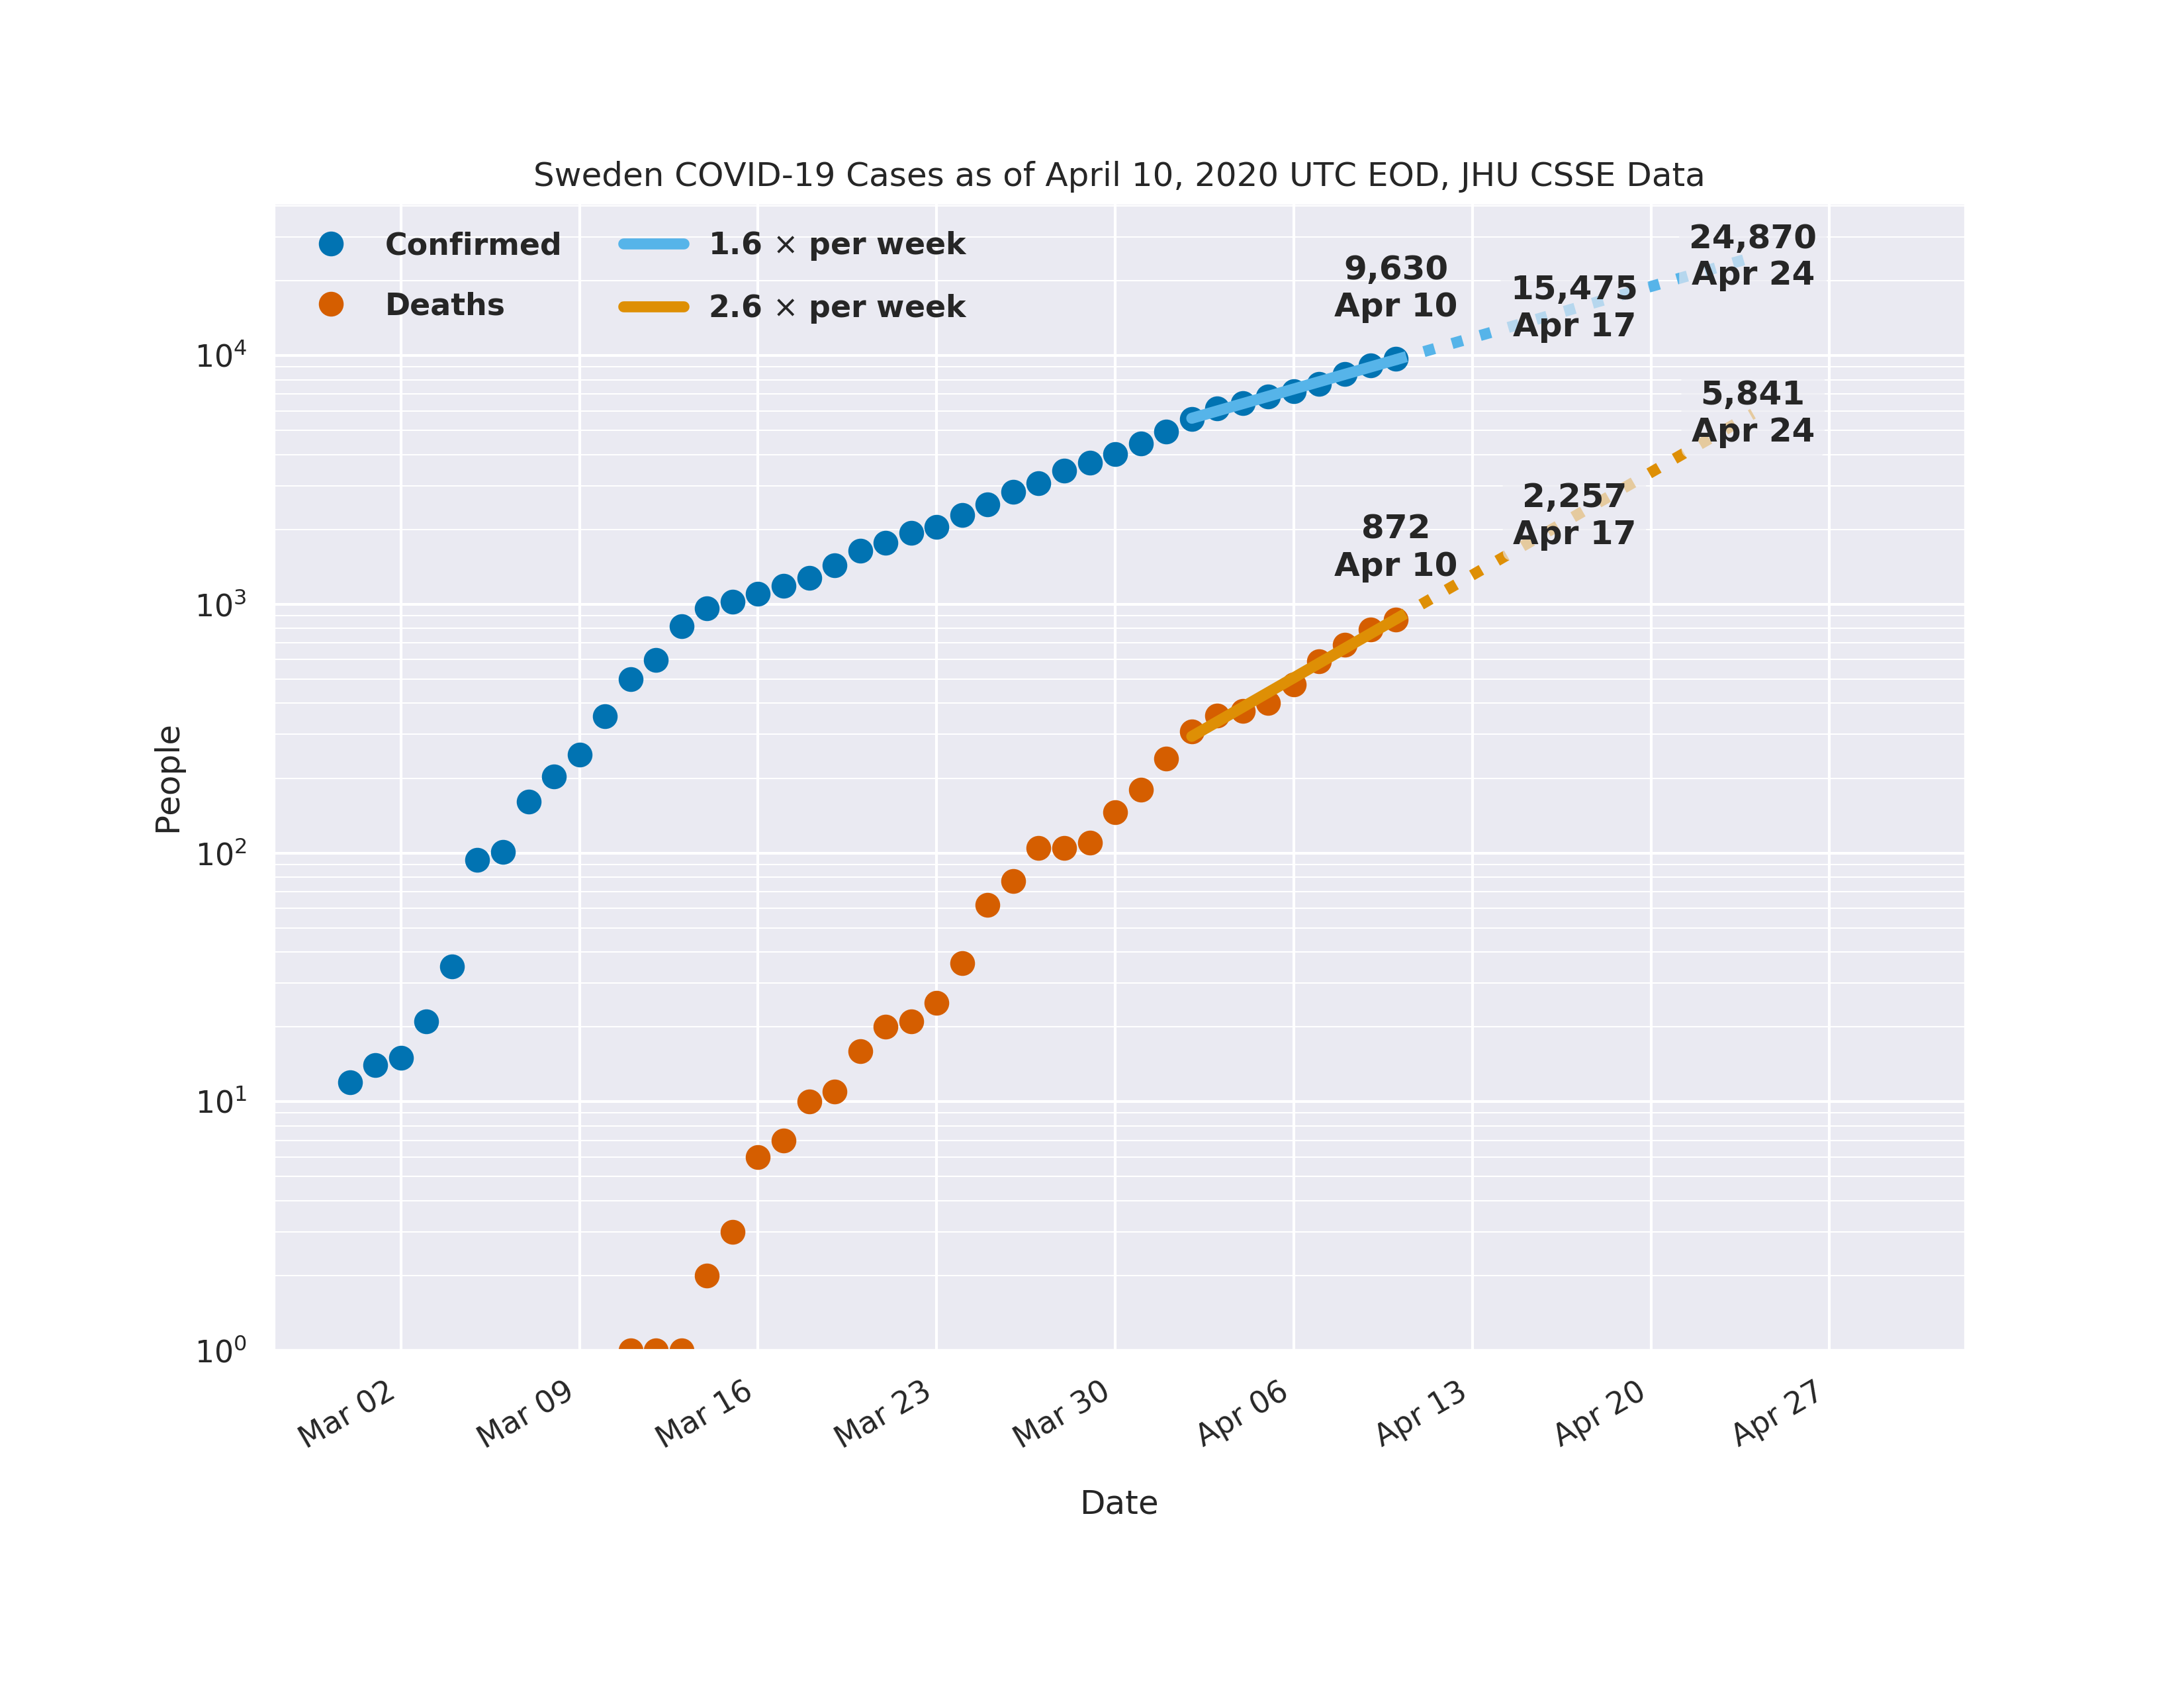 Sweden COVID-19 Cases as of April 10, 2020 UTC EOD, JHU CSSE Data
Confirmed
Deaths
1.6 × per week
2.6 × per week
9,630
Apr 10
15,475
Apr 17
24,870
Apr 24
872
Apr 10
2,257
Apr 17
5,841
Apr 24
People
10⁴
10³
10²
10¹
10⁰
Mar 02
Mar 09
Mar 16
Mar 23
Mar 30
Apr 06
Apr 13
Apr 20
Apr 27
Date